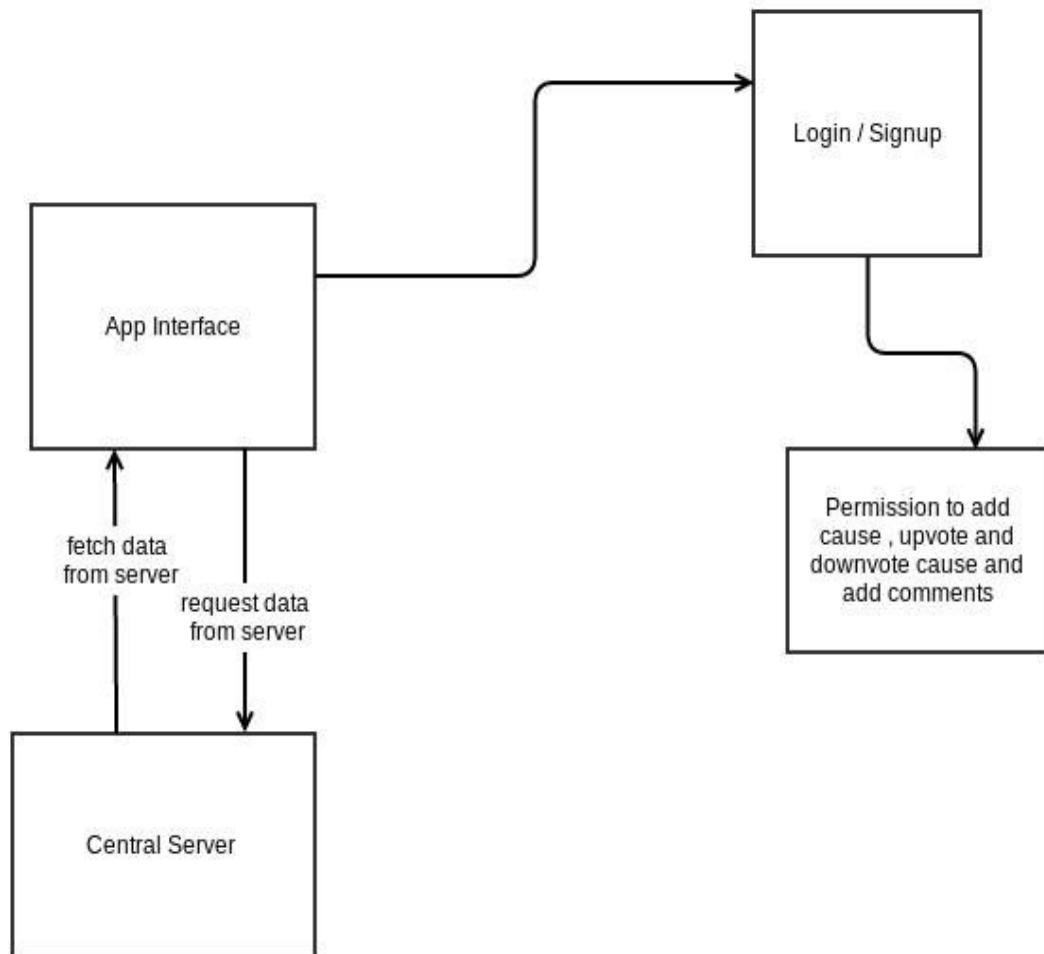 Login / Signup
App Interface
Permission to add
cause , upvote and
downvote cause and
add comments
fetch data
from server
request data
from server
Central Server